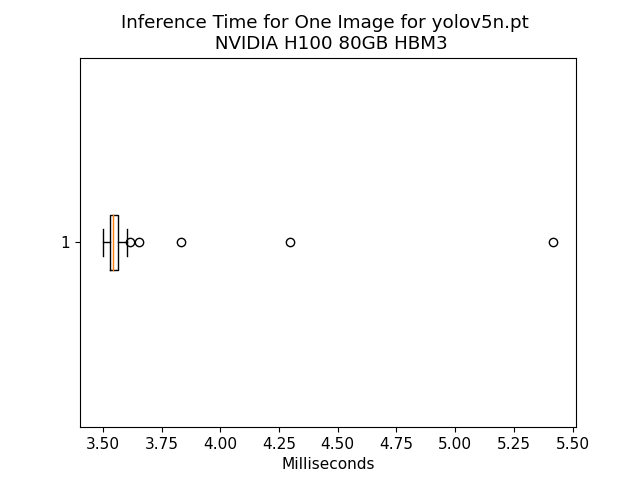 Inference Time for One Image for yolov5n.pt
NVIDIA H100 80GB HBM3
1
3.50 3.75 4.00 4.25 4.50 4.75 5.00 5.25 5.50
Milliseconds